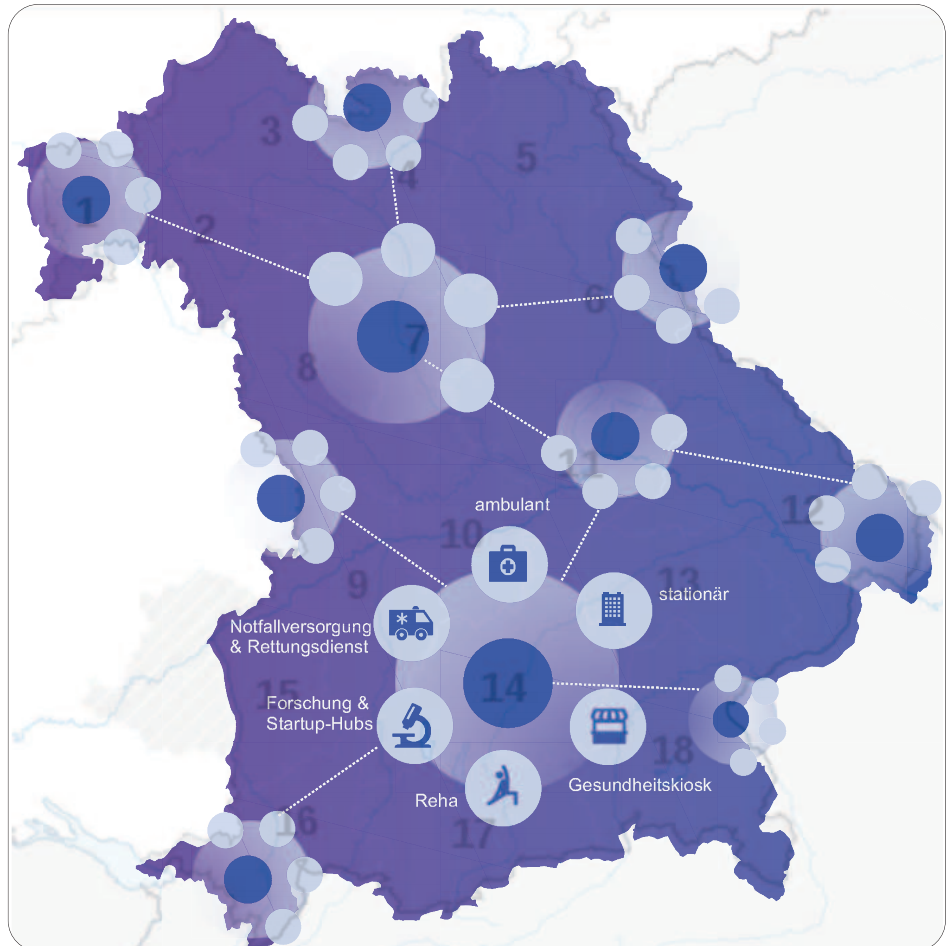 3
5
4
1
2
6
7
8
11
ambulant
12
10
13
9
stationär
Notfallversorgung
& Rettungsdienst
14
15
Forschung &
Startup-Hubs
18
Gesundheitskiosk
Reha
16
17